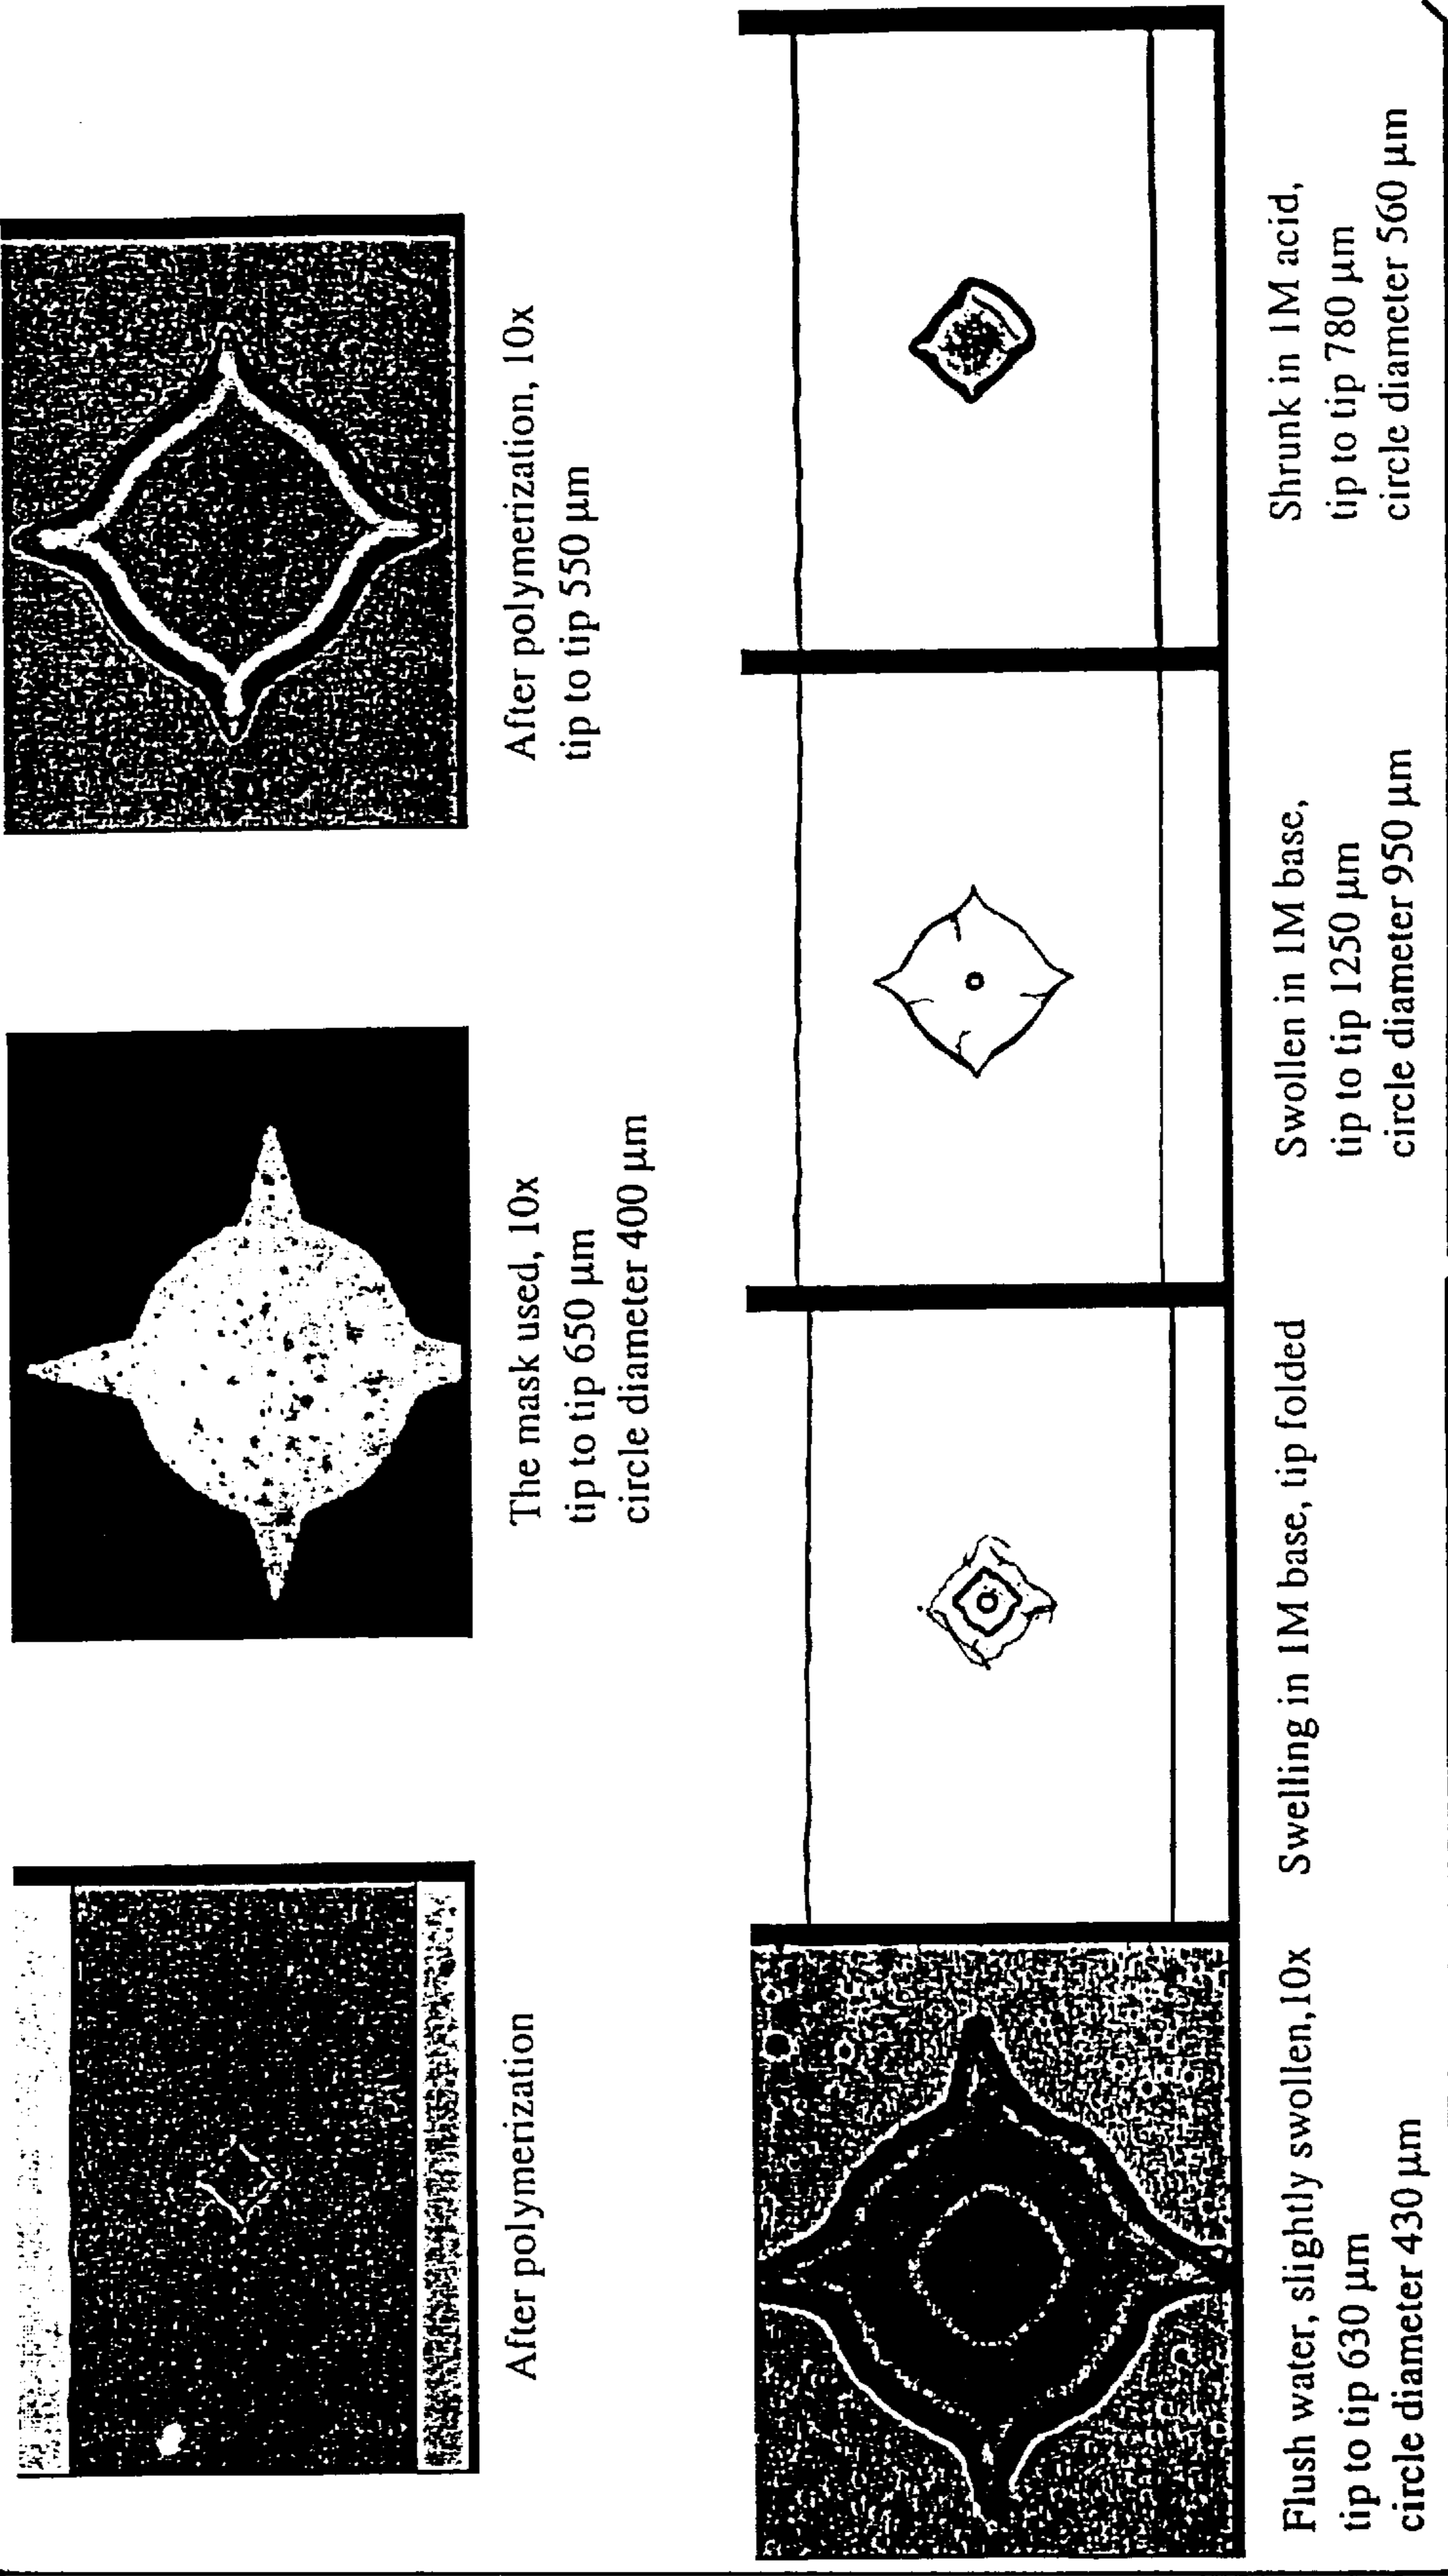 After polymerization
The mask used, 10x
tip to tip 650 µm
circle diameter 400 µm
After polymerization, 10x
tip to tip 550 µm
Flush water, slightly swollen,10x
tip to tip 630 µm
circle diameter 430 µm
Swelling in 1M base, tip folded
Swollen in 1M base,
tip to tip 1250 µm
circle diameter 950 µm
Shrunk in 1M acid,
tip to tip 780 µm
circle diameter 560 µm